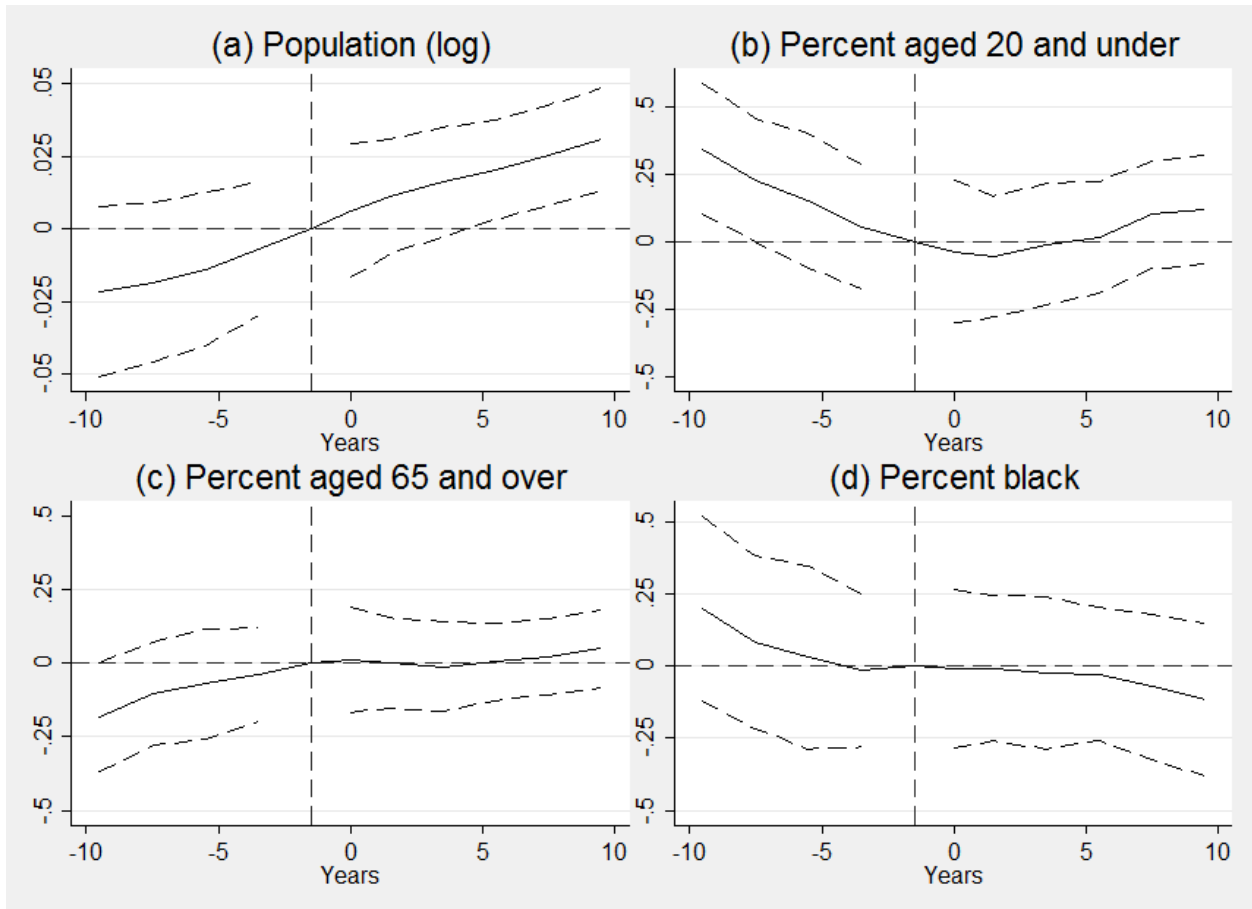 (a) Population (log)
.05
.025
0
-.025
-.05
-10 -5 0 5 10
Years
(b) Percent aged 20 and under
.5
.25
0
-.25
-.5
-10 -5 0 5 10
Years
(c) Percent aged 65 and over
.5
.25
0
-.25
-.5
-10 -5 0 5 10
Years
(d) Percent black
.5
.25
0
-.25
-.5
-10 -5 0 5 10
Years